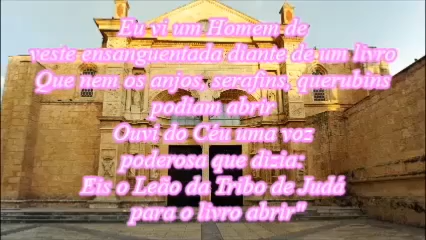 Eu vi um Homem de
veste ensanguentada diante de um livro
Que nem os anjos, serafins, querubins
podiam abrir
Ouvi do Céu uma voz
poderosa que dizia:
Eis o Leão da Tribo de Judá
para o livro abrir"